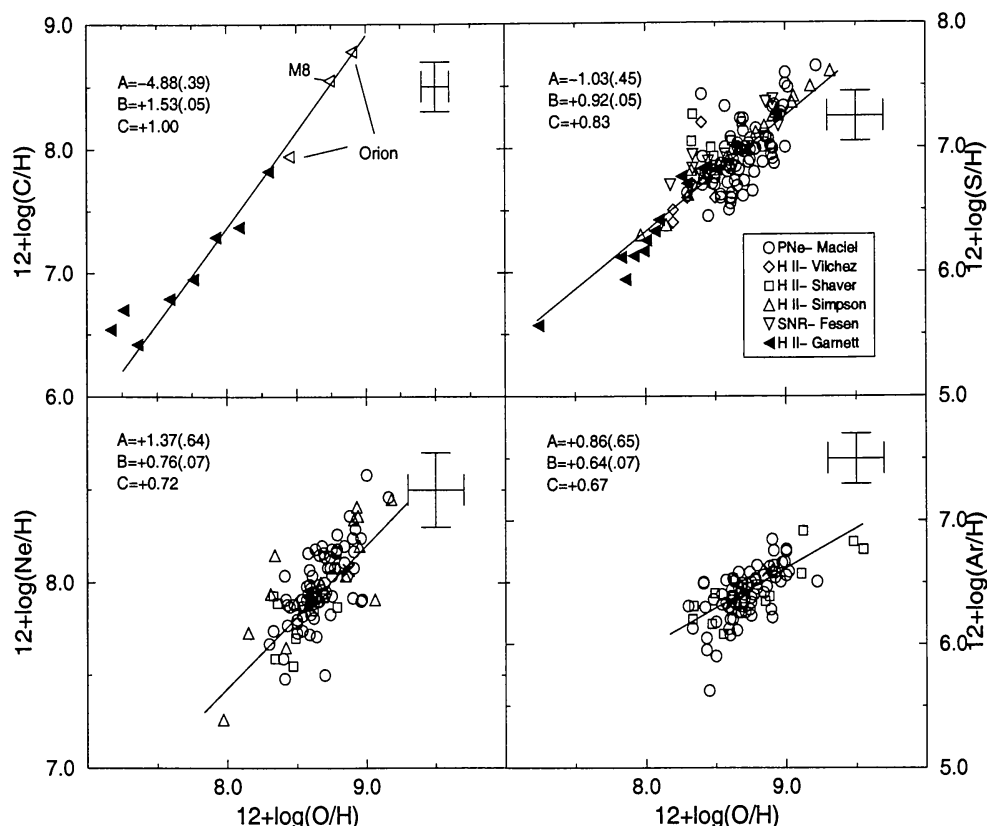 9.0
8.0
7.0
6.0
12+log(C/H)
A=−4.88(.39)
B=+1.53(.05)
C=+1.00
M8
Orion
A=−1.03(.45)
B=+0.92(.05)
C=+0.83
8.0
7.0
6.0
5.0
12+log(S/H)
PNe− Maciel
H II− Vilchez
H II− Shaver
H II− Simpson
SNR− Fesen
H II− Garnett
A=+1.37(.64)
B=+0.76(.07)
C=+0.72
8.0
7.0
12+log(Ne/H)
8.0
9.0
12+log(O/H)
A=+0.86(.65)
B=+0.64(.07)
C=+0.67
7.0
6.0
5.0
12+log(Ar/H)
8.0
9.0
12+log(O/H)